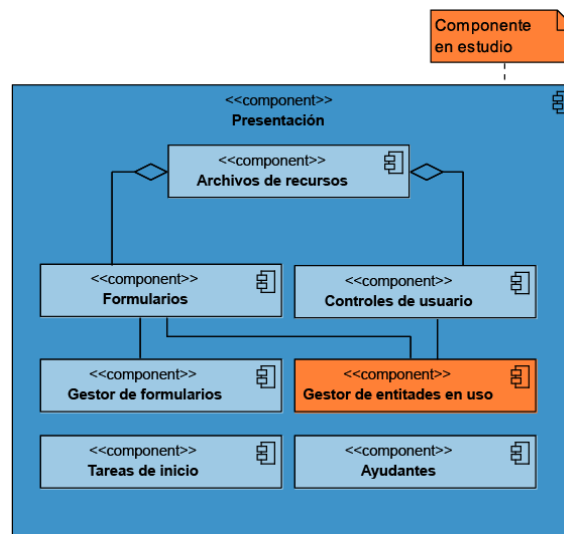 Componente
en estudio
<<component>>
Presentación
<<component>>
Archivos de recursos
<<component>>
Formularios
<<component>>
Controles de usuario
<<component>>
Gestor de formularios
<<component>>
Gestor de entitades en uso
<<component>>
Tareas de inicio
<<component>>
Ayudantes